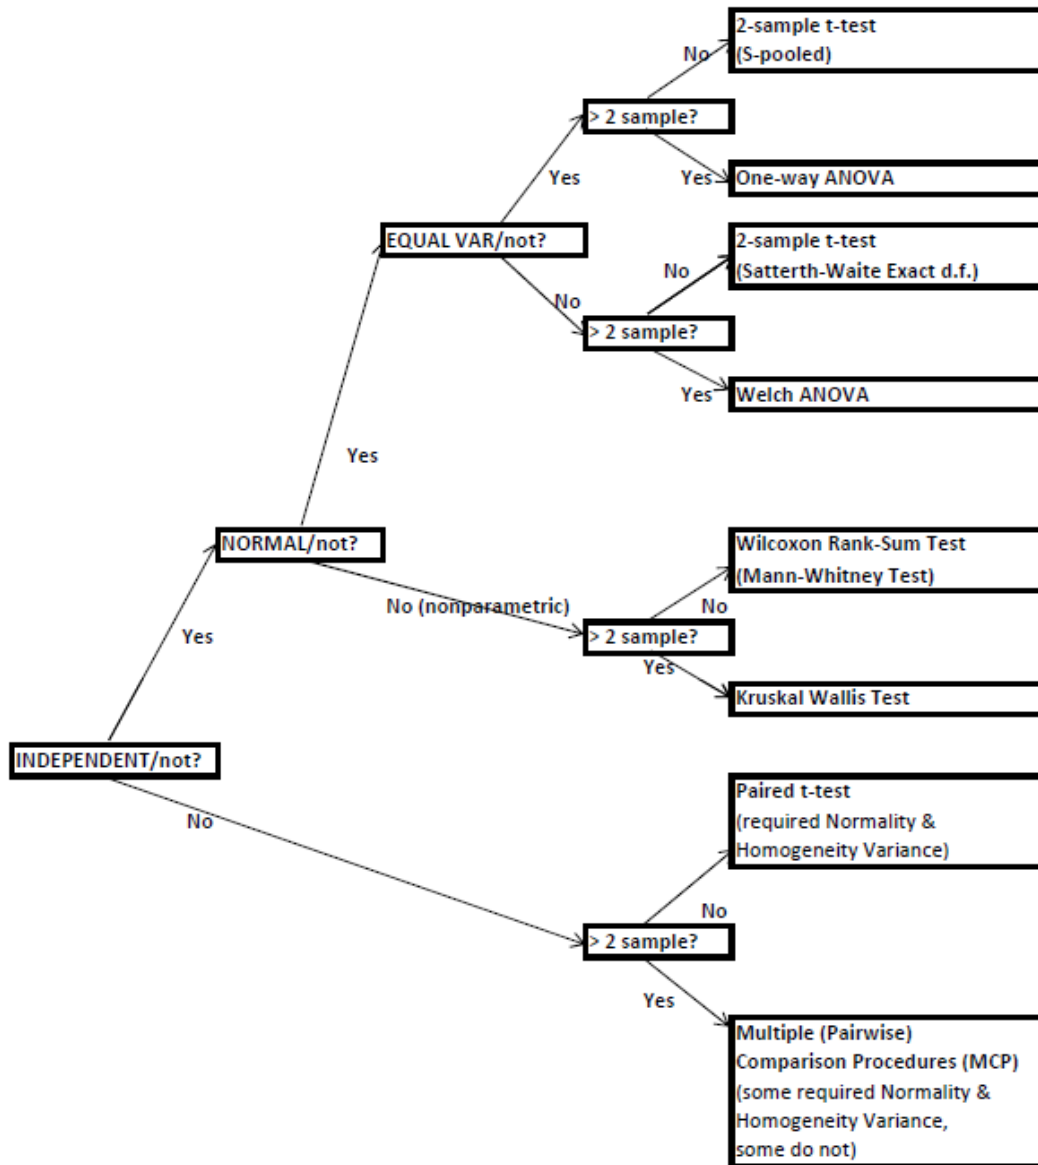 2-sample t-test
(S-pooled)
No
> 2 sample?
Yes
Yes
One-way ANOVA
EQUAL VAR/not?
2-sample t-test
(Satterth-Waite Exact d.f.)
No
No
> 2 sample?
Yes
Welch ANOVA
Yes
NORMAL/not?
Wilcoxon Rank-Sum Test
(Mann-Whitney Test)
No (nonparametric)
No
> 2 sample?
Yes
Yes
Kruskal Wallis Test
INDEPENDENT/not?
Paired t-test
(required Normality &
Homogeneity Variance)
No
No
> 2 sample?
Yes
Multiple (Pairwise)
Comparison Procedures (MCP)
(some required Normality &
Homogeneity Variance,
some do not)